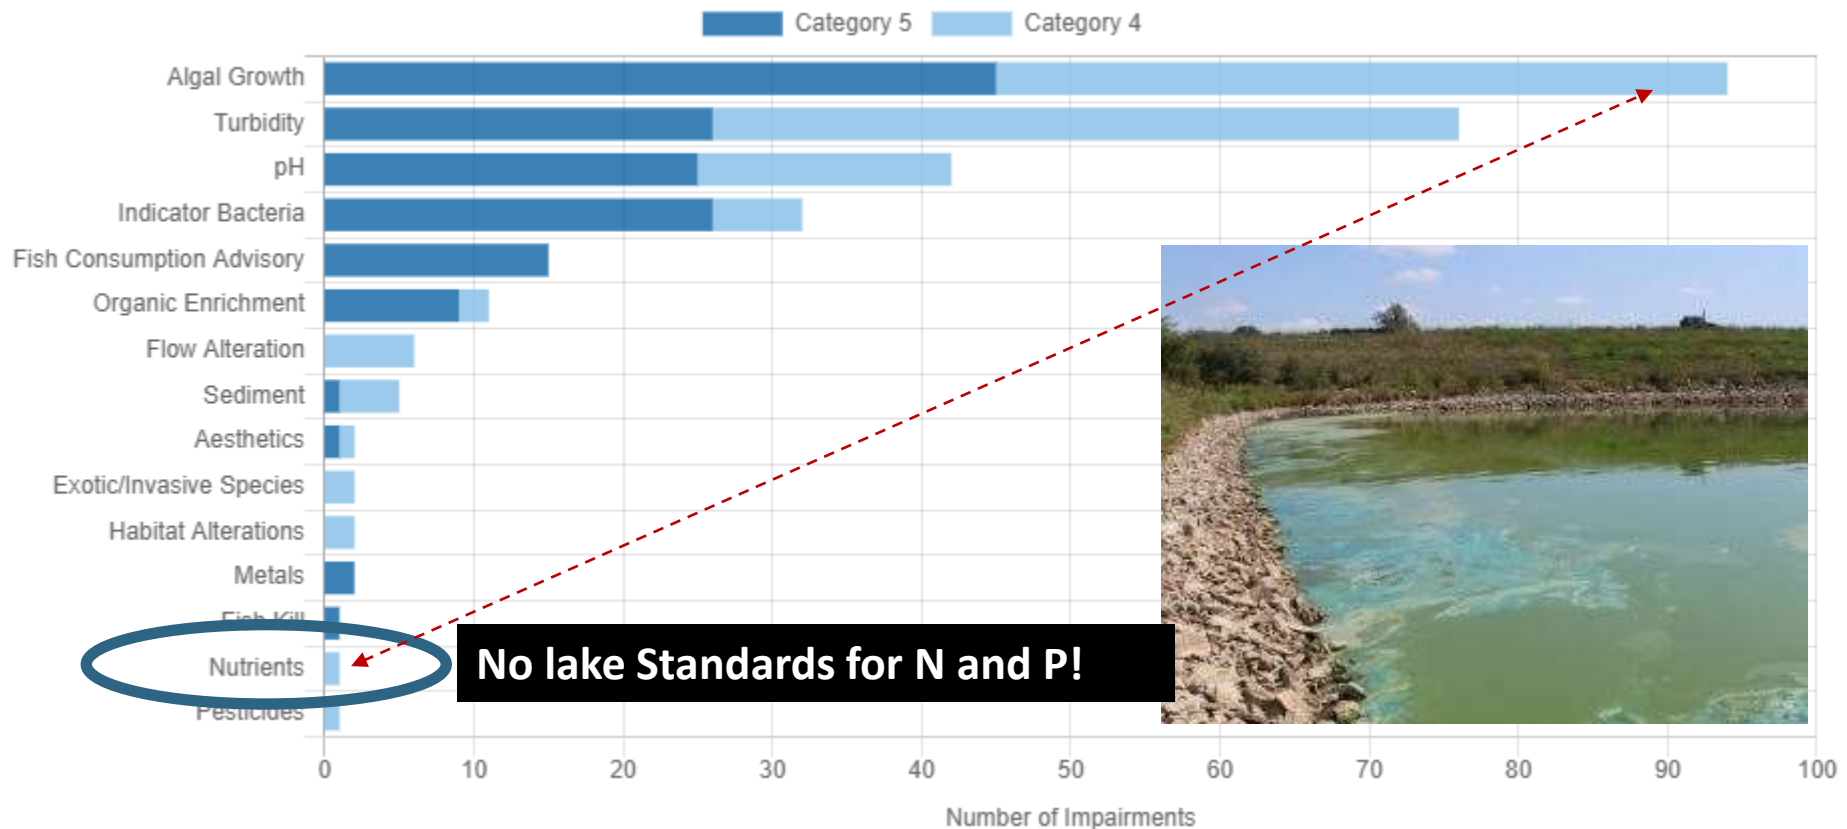 Category 5 Category 4
Algal Growth
Turbidity
pH
Indicator Bacteria
Fish Consumption Advisory
Organic Enrichment
Flow Alteration
Sediment
Aesthetics
Exotic/Invasive Species
Habitat Alterations
Metals
Fish Kill
Nutrients
Pesticides
No lake Standards for N and P!
0 10 20 30 40 50 60 70 80 90 100
Number of Impairments